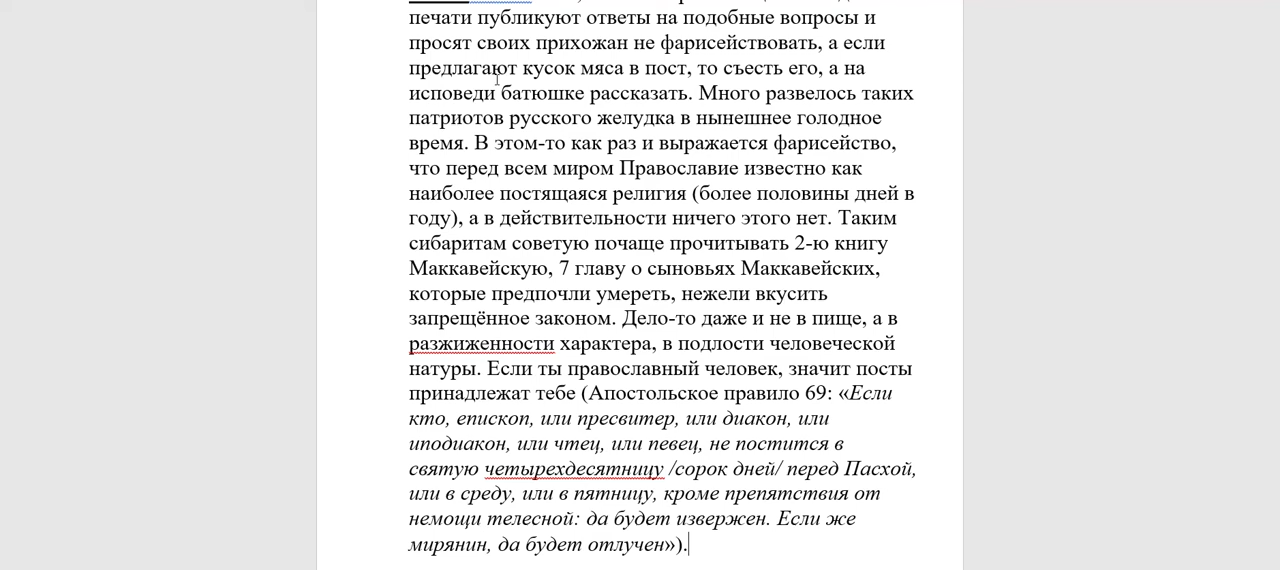 печати публикуют ответы на подобные вопросы и
просят своих прихожан не фарисействовать, а если
предлагают кусок мяса в пост, то съесть его, а на
исповеди батюшке рассказать. Много развелось таких
патриотов русского желудка в нынешнее голодное
время. В этом-то как раз и выражается фарисейство,
что перед всем миром Православие известно как
наиболее постящаяся религия (более половины дней в
году), а в действительности ничего этого нет. Таким
сибаритам советую почаще прочитывать 2-ю книгу
Маккавейскую, 7 главу о сыновьях Маккавейских,
которые предпочли умереть, нежели вкусить
запрещённое законом. Дело-то даже и не в пище, а в
разжиженности характера, в подлости человеческой
натуры. Если ты православный человек, значит посты
принадлежат тебе (Апостольское правило 69: «Если
кто, епископ, или пресвитер, или диакон, или
иподиакон, или чтец, или певец, не постится в
святую четырехдесятницу /сорок дней/ перед Пасхой,
или в среду, или в пятницу, кроме препятствия от
немощи телесной: да будет извержен. Если же
мирянин, да будет отлучен»).